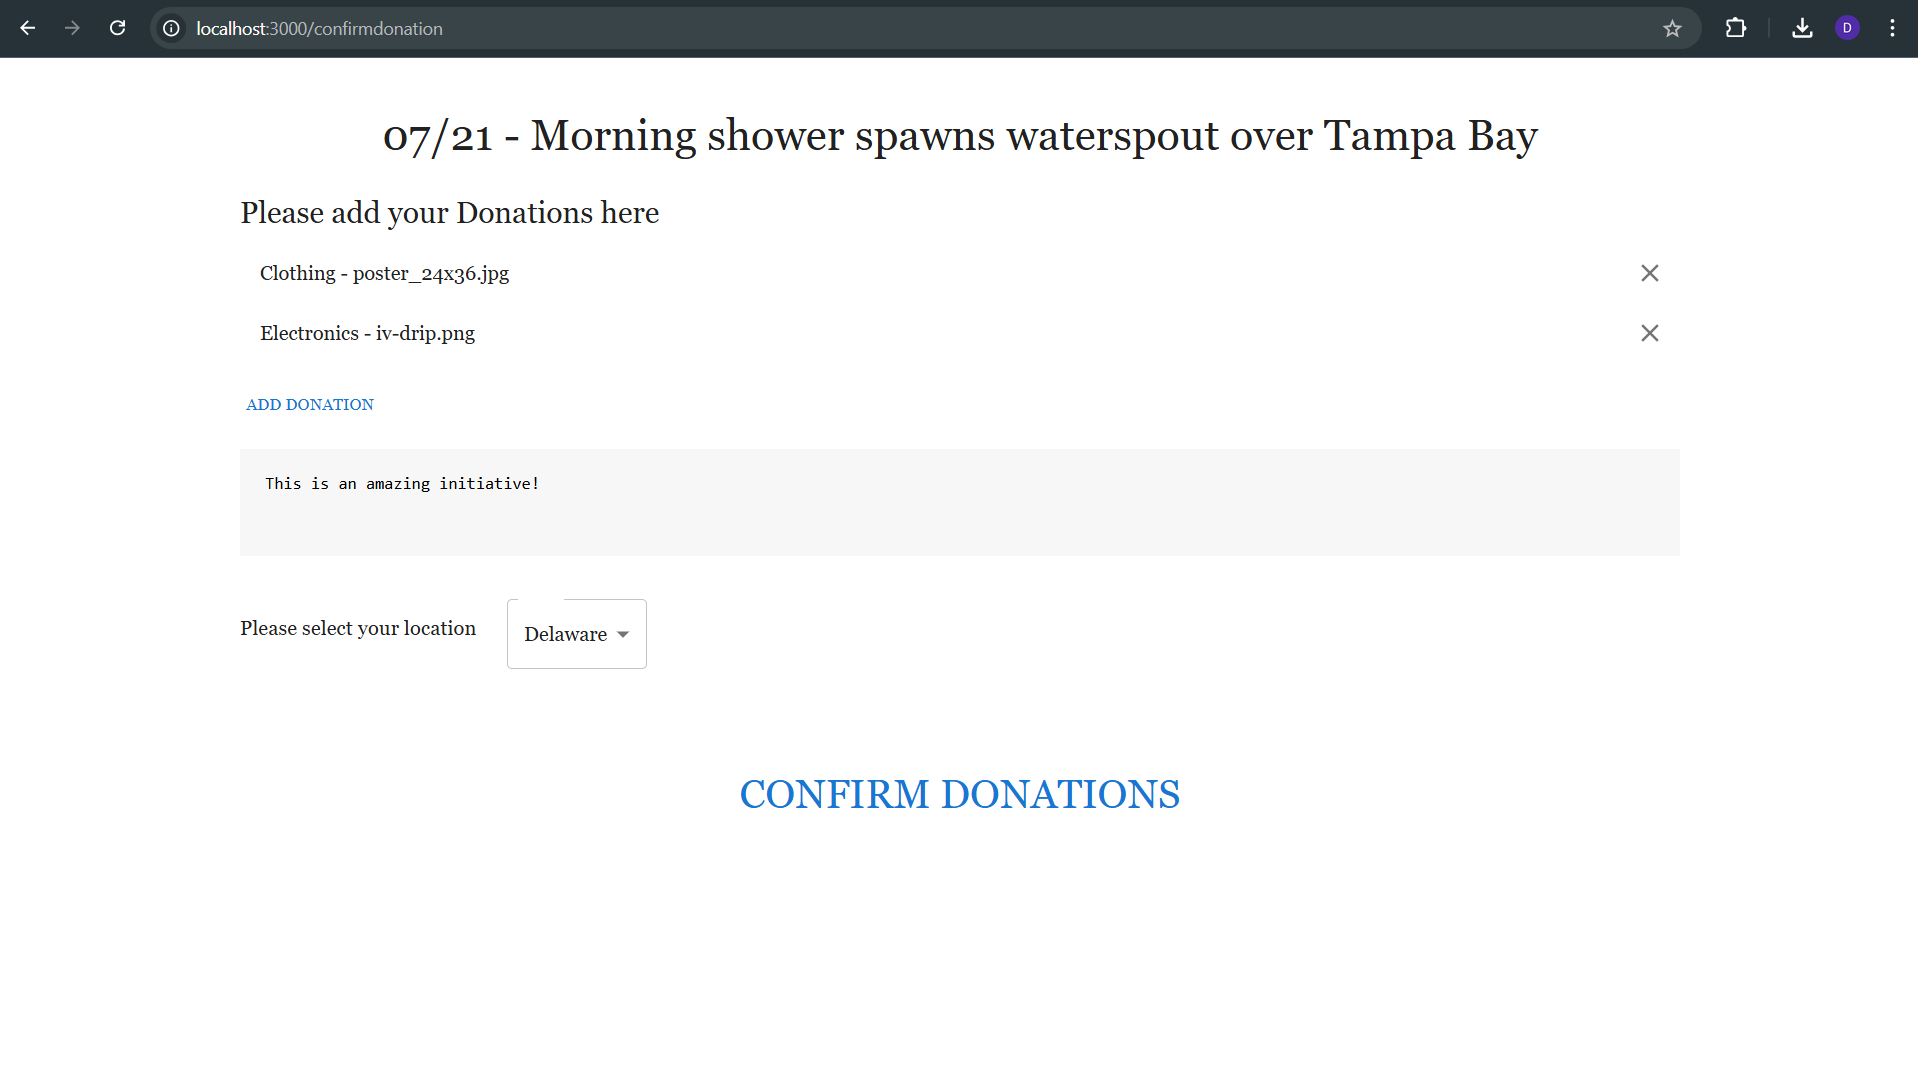 localhost:3000/confirmdonation
D
07/21 - Morning shower spawns waterspout over Tampa Bay
Please add your Donations here
Clothing - poster_24x36.jpg
Electronics - iv-drip.png
ADD DONATION
This is an amazing initiative!
Please select your location
Delaware
CONFIRM DONATIONS